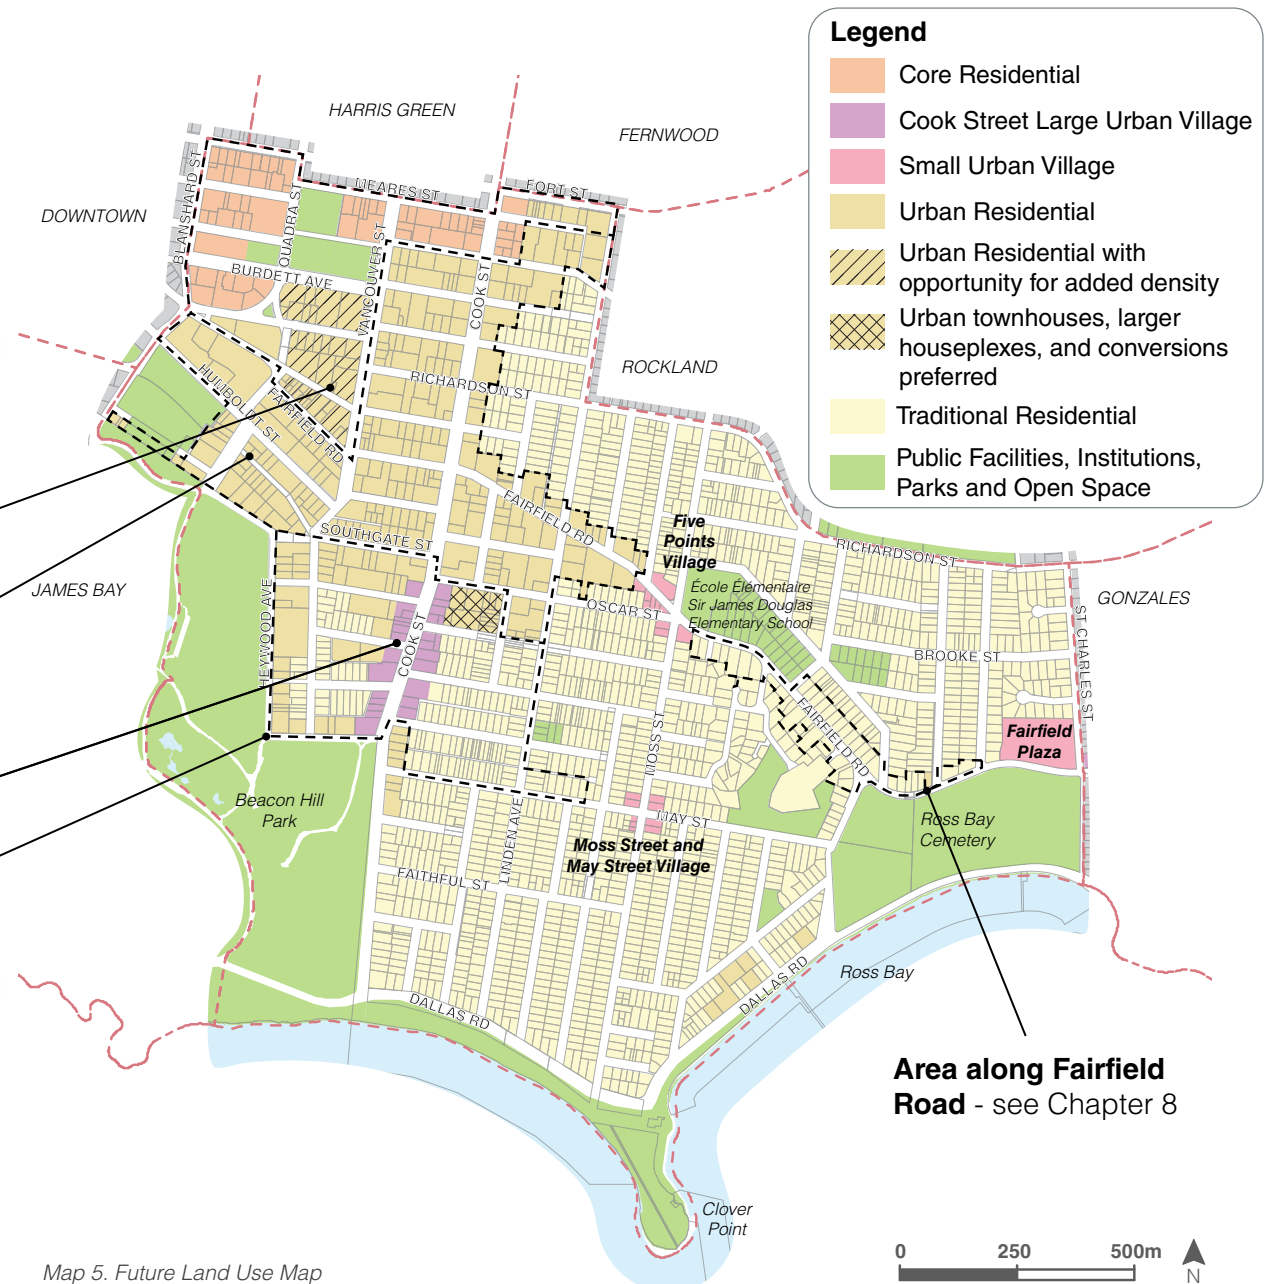 Legend
Core Residential
Cook Street Large Urban Village
Small Urban Village
Urban Residential
Urban Residential with
opportunity for added density
Urban townhouses, larger
houseplexes, and conversions
preferred
Traditional Residential
Public Facilities, Institutions,
Parks and Open Space
HARRIS GREEN
FERNWOOD
DOWNTOWN
ROCKLAND
JAMES BAY
GONZALES
BLANSHARD ST
QUADRA ST
MEARES ST
FORT ST
VANCOUVER ST
BURDETT AVE
COOK ST
RICHARDSON ST
HUMBOLDT ST
FAIRFIELD RD
FAIRFIELD RD
SOUTHGATE ST
Five
Points
Village
École Élémentaire
Sir James Douglas
Elementary School
OSCAR ST
RICHARDSON ST
ST CHARLES ST
BROOKE ST
HEYWOOD AVE
COOK ST
MOSS ST
FAIRFIELD RD
Fairfield
Plaza
Beacon Hill
Park
LINDEN AVE
MAY ST
Moss Street and
May Street Village
Ross Bay
Cemetery
FAITHFUL ST
DALLAS RD
DALLAS RD
Ross Bay
Area along Fairfield
Road - see Chapter 8
Clover
Point
0 250 500m
N
Map 5. Future Land Use Map